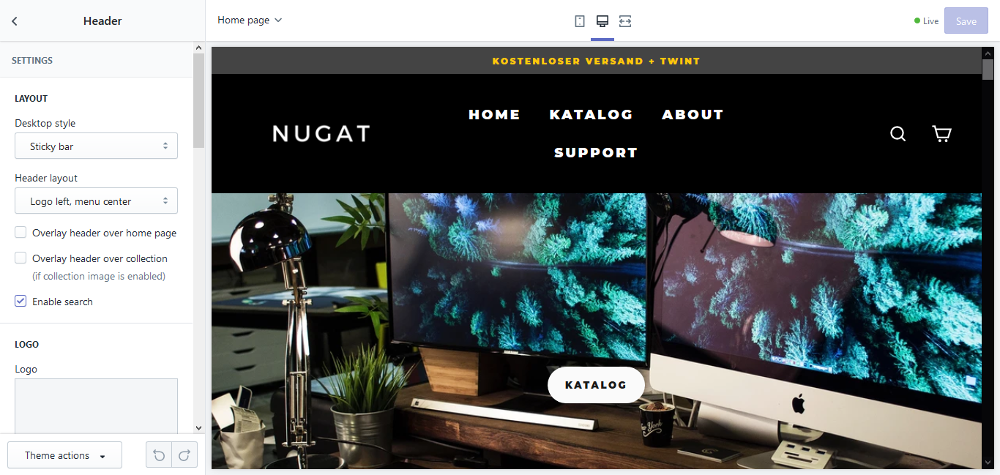 Header
Home page
Live
Save
SETTINGS
LAYOUT
Desktop style
Sticky bar
Header layout
Logo left, menu center
Overlay header over home page
Overlay header over collection
(if collection image is enabled)
Enable search
LOGO
Logo
Theme actions
KOSTENLOSER VERSAND + TWINT
NUGAT
HOME KATALOG ABOUT
SUPPORT
KATALOG
New York